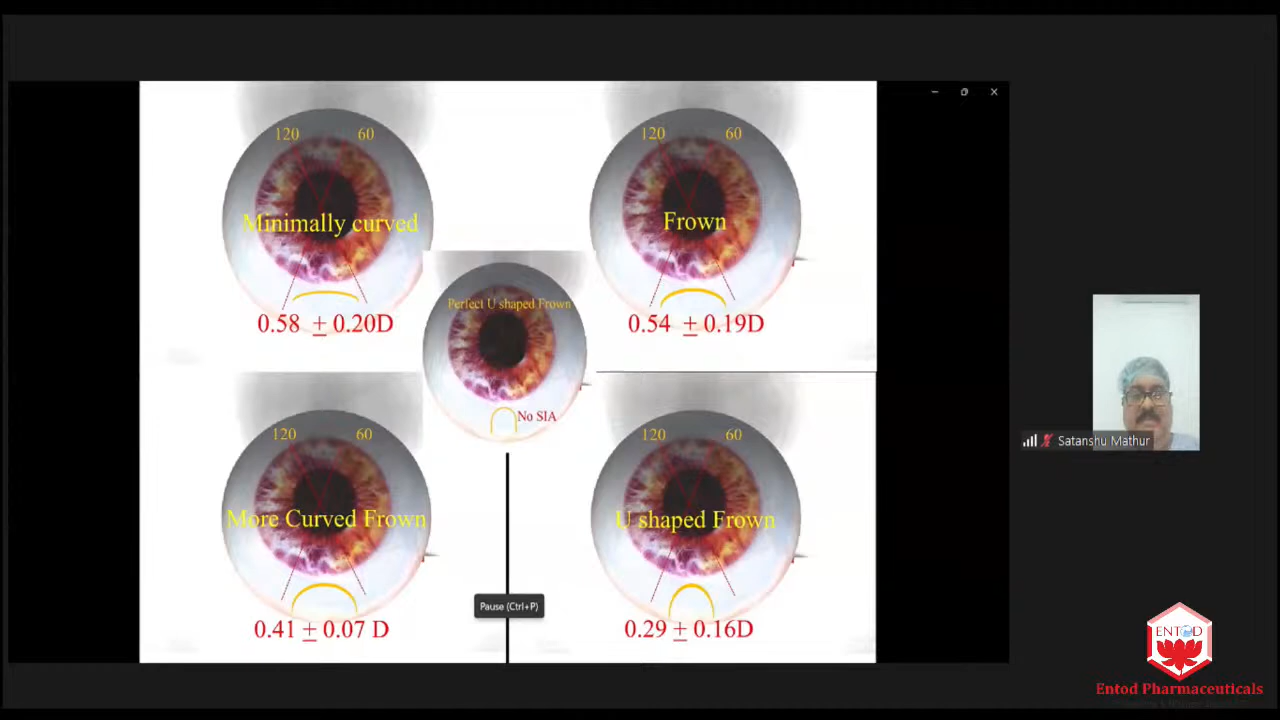 120 60
Minimally curved
0.58 ± 0.20D
120 60
Frown
0.54 ± 0.19D
Perfect U shaped Frown
No SIA
120 60
More Curved Frown
0.41 ± 0.07 D
120 60
U shaped Frown
0.29 ± 0.16D
Pause (Ctrl+P)
Satanshu Mathur
ENTOD
Entod Pharmaceuticals